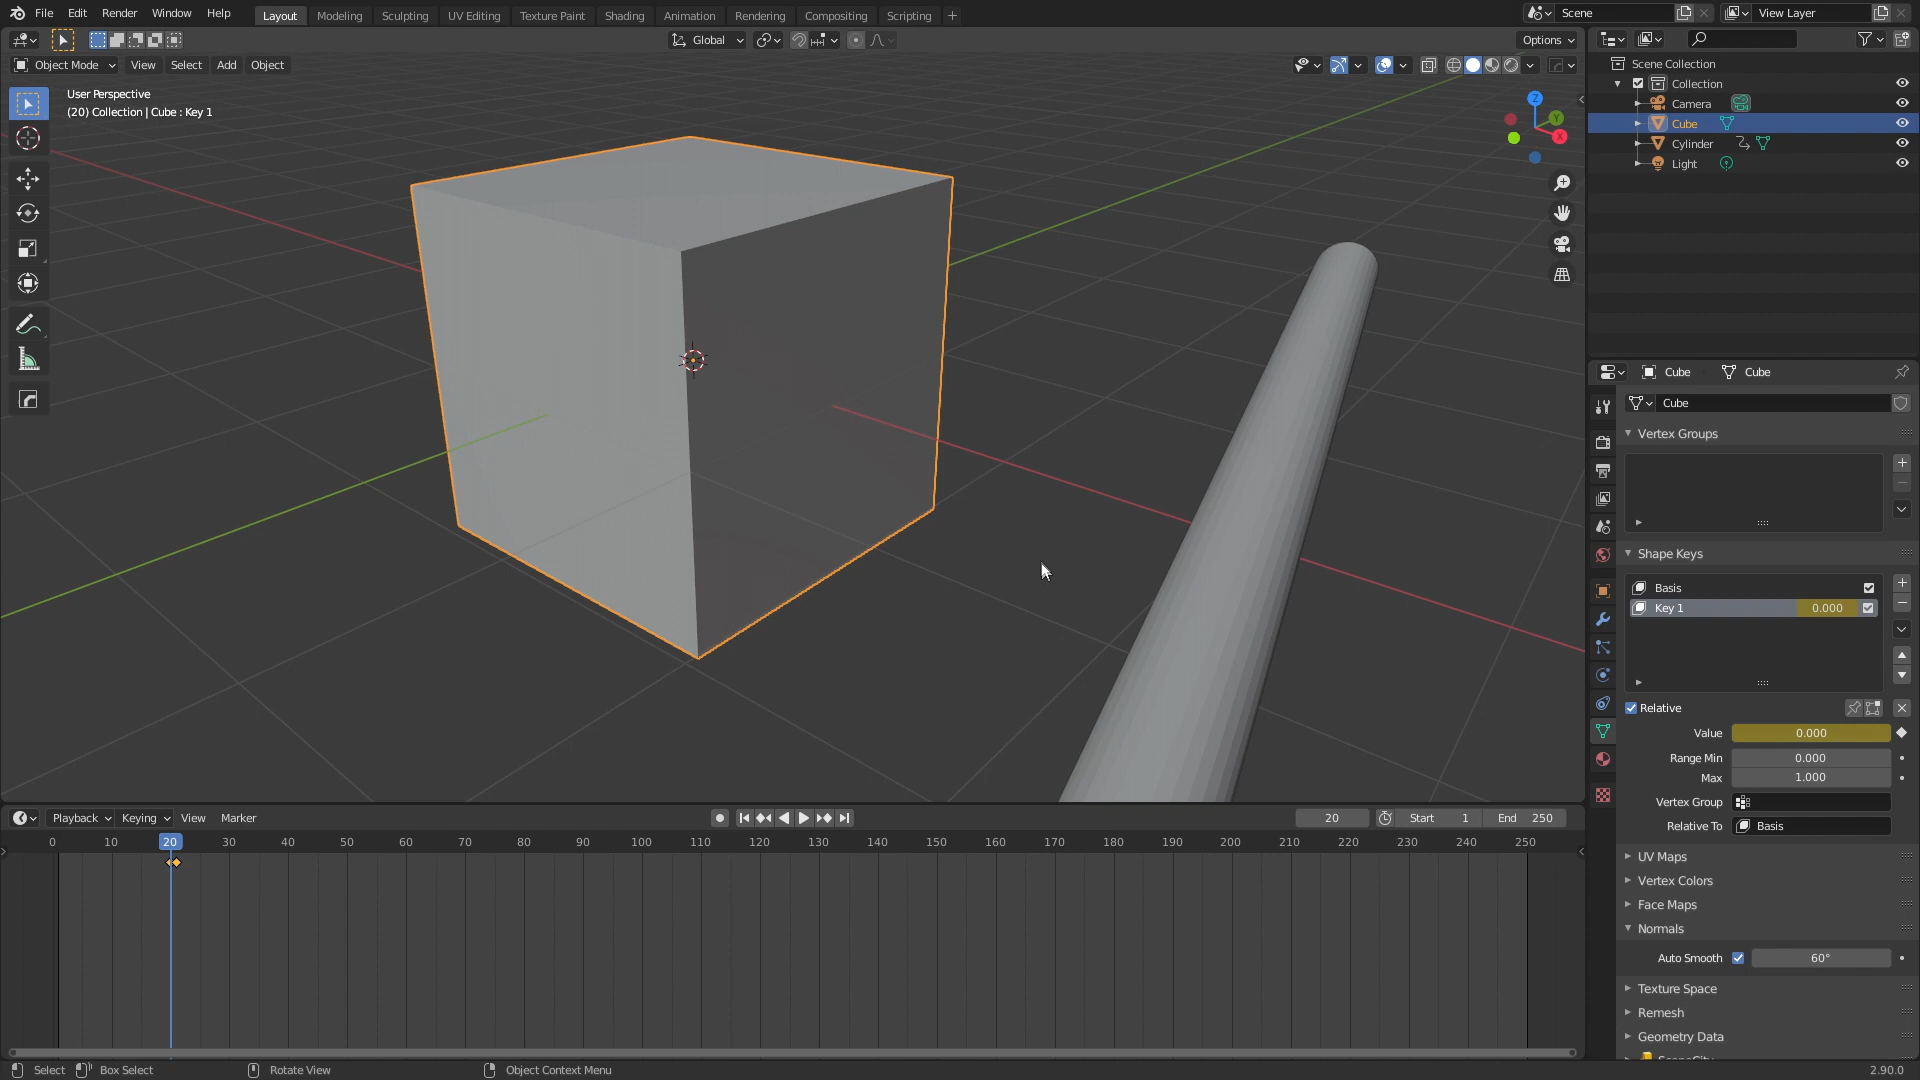 File Edit Render Window Help Layout Modeling Sculpting UV Editing Texture Paint Shading Animation Rendering Compositing Scripting + Scene View Layer
Global Options
Object Mode View Select Add Object
User Perspective
(20) Collection | Cube : Key 1
Z
Y
X
Scene Collection
Collection
Camera
Cube
Cylinder
Light
Cube Cube
Cube
Vertex Groups
Shape Keys
Basis
Key 1 0.000
Relative
Value 0.000
Range Min 0.000
Max 1.000
Vertex Group
Relative To Basis
UV Maps
Vertex Colors
Face Maps
Normals
Auto Smooth 60°
Texture Space
Remesh
Geometry Data
Playback Keying View Marker 20 Start 1 End 250
0 10 20 30 40 50 60 70 80 90 100 110 120 130 140 150 160 170 180 190 200 210 220 230 240 250
Select Box Select Rotate View Object Context Menu 2.90.0